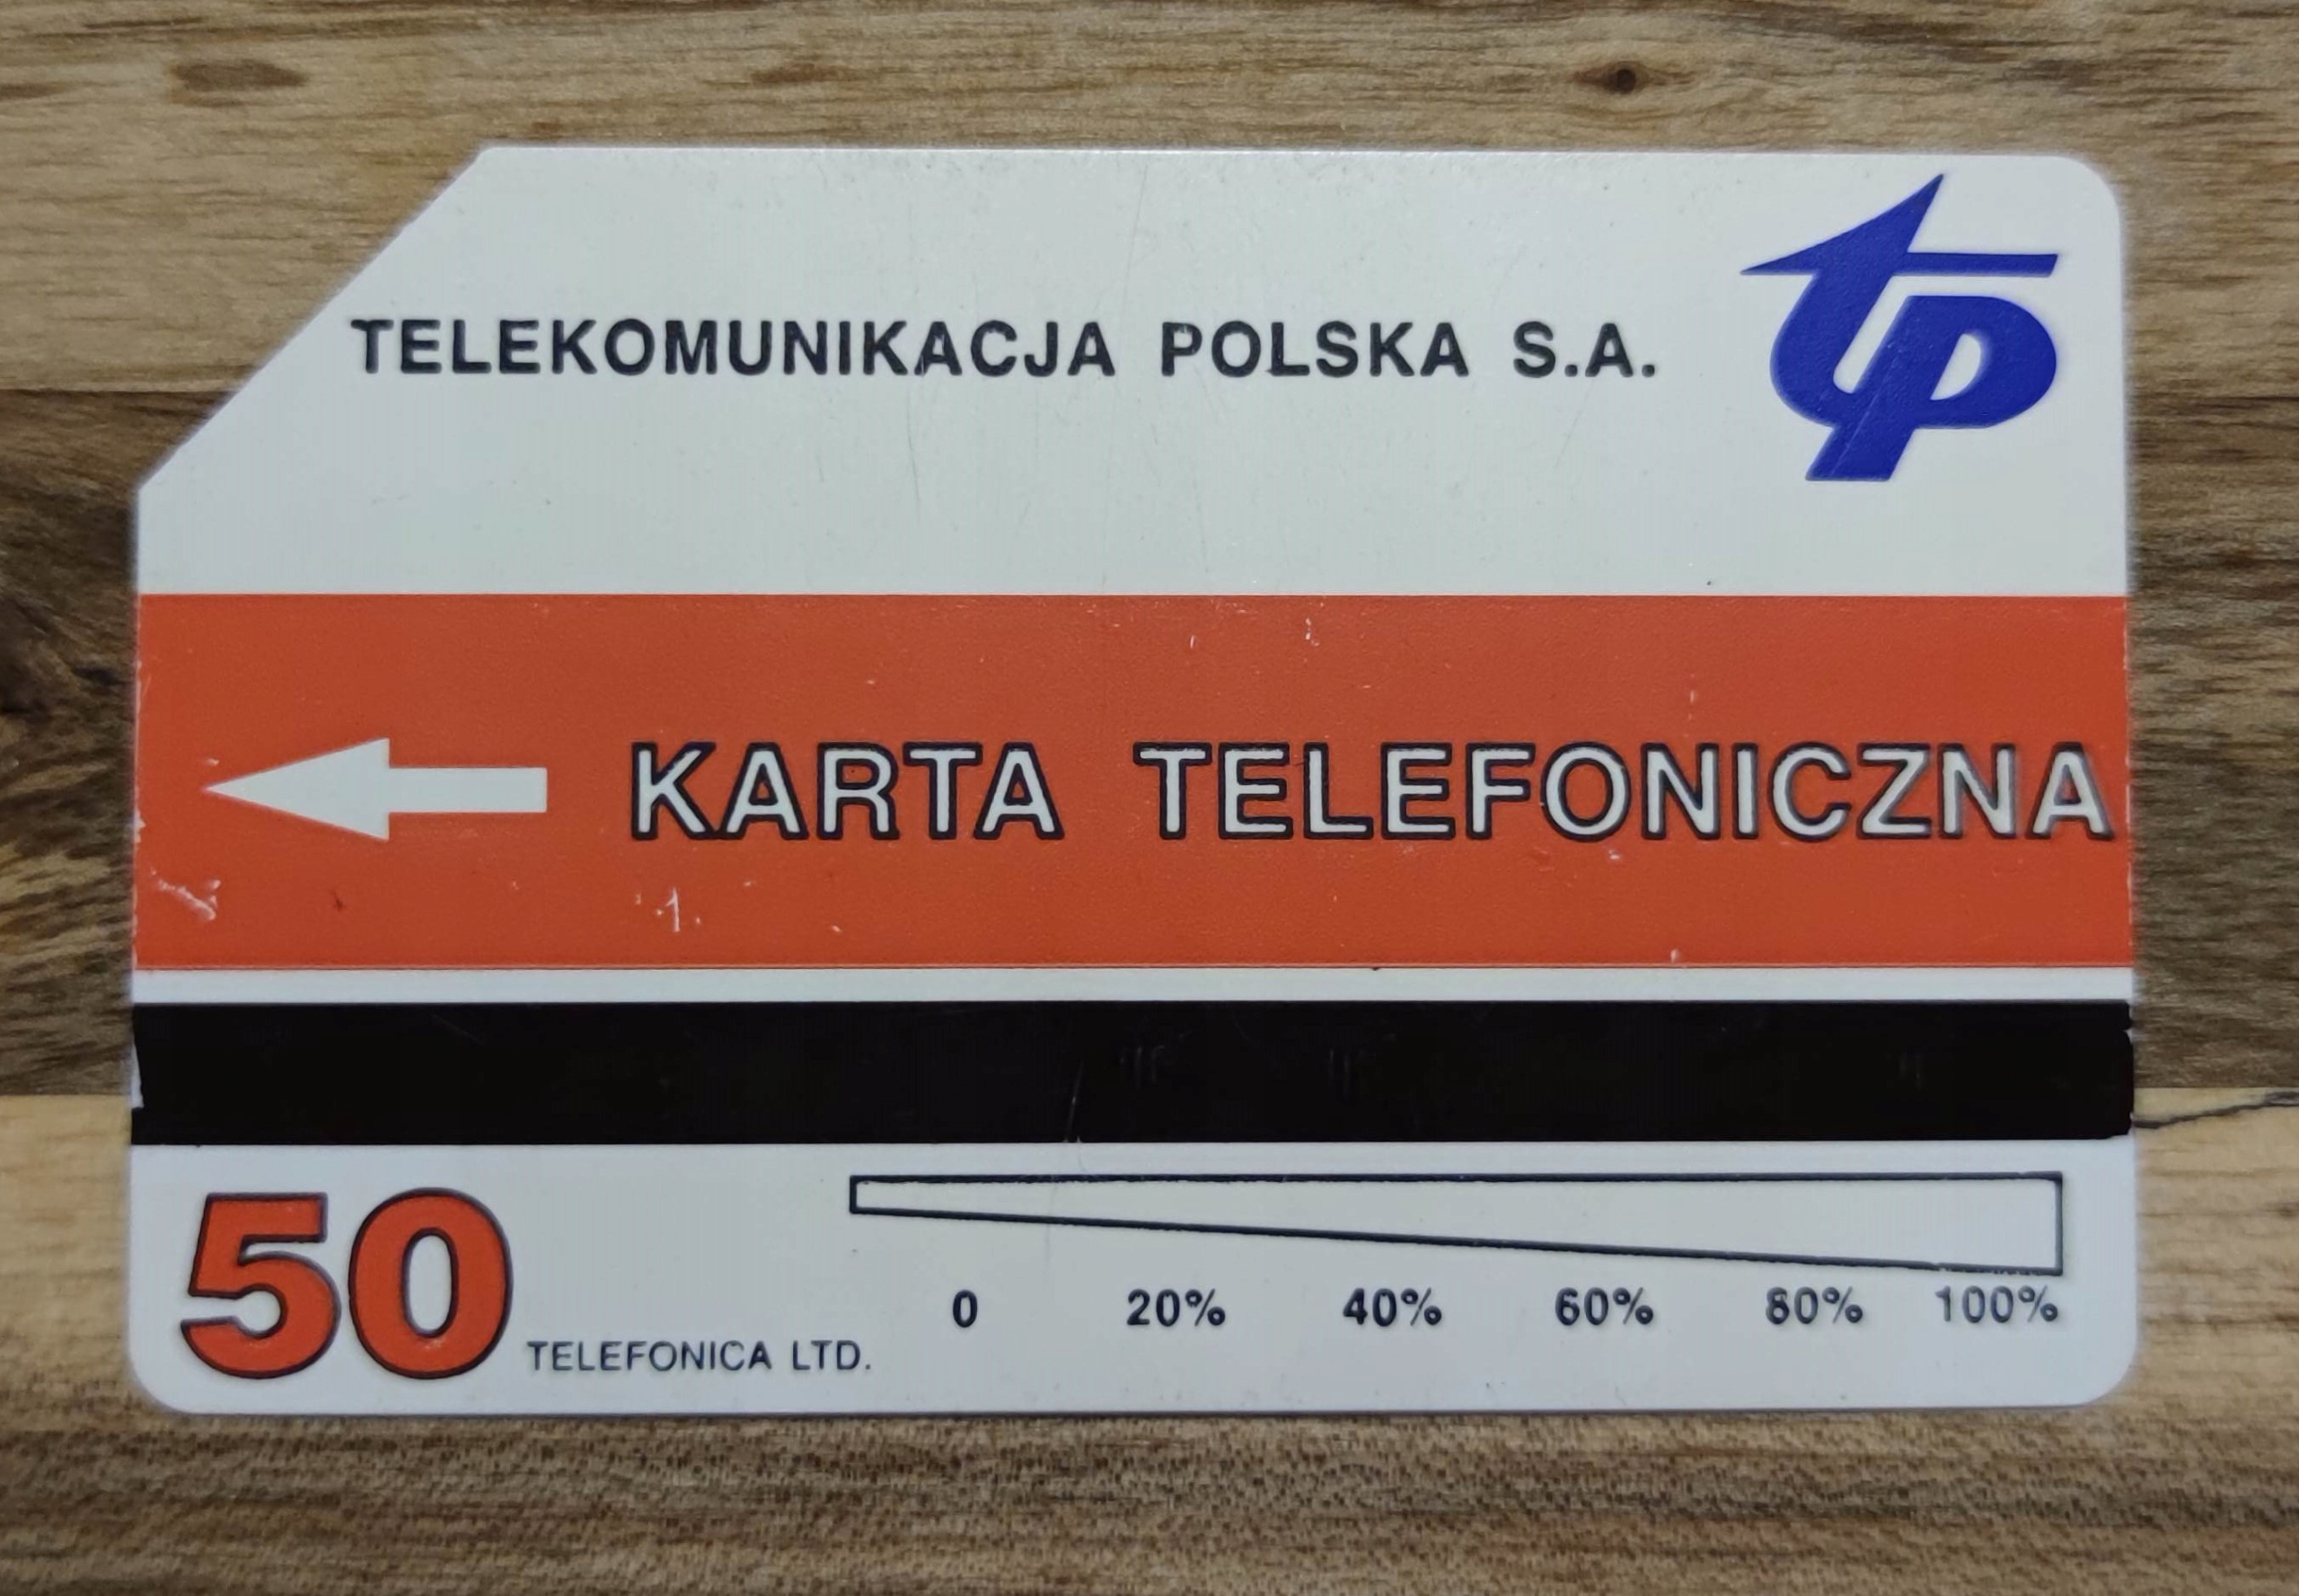 TELEKOMUNIKACJA POLSKA S.A.
tp
KARTA TELEFONICZNA
50
TELEFONICA LTD.
0 20% 40% 60% 80% 100%